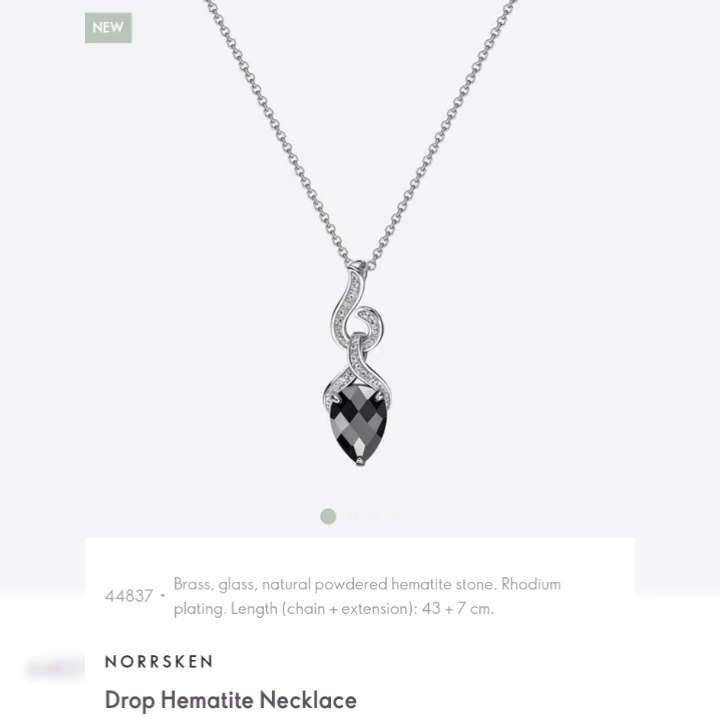 NEW
44837 - Brass, glass, natural powdered hematite stone. Rhodium
plating. Length (chain + extension): 43 + 7 cm.
NORRSKEN
Drop Hematite Necklace